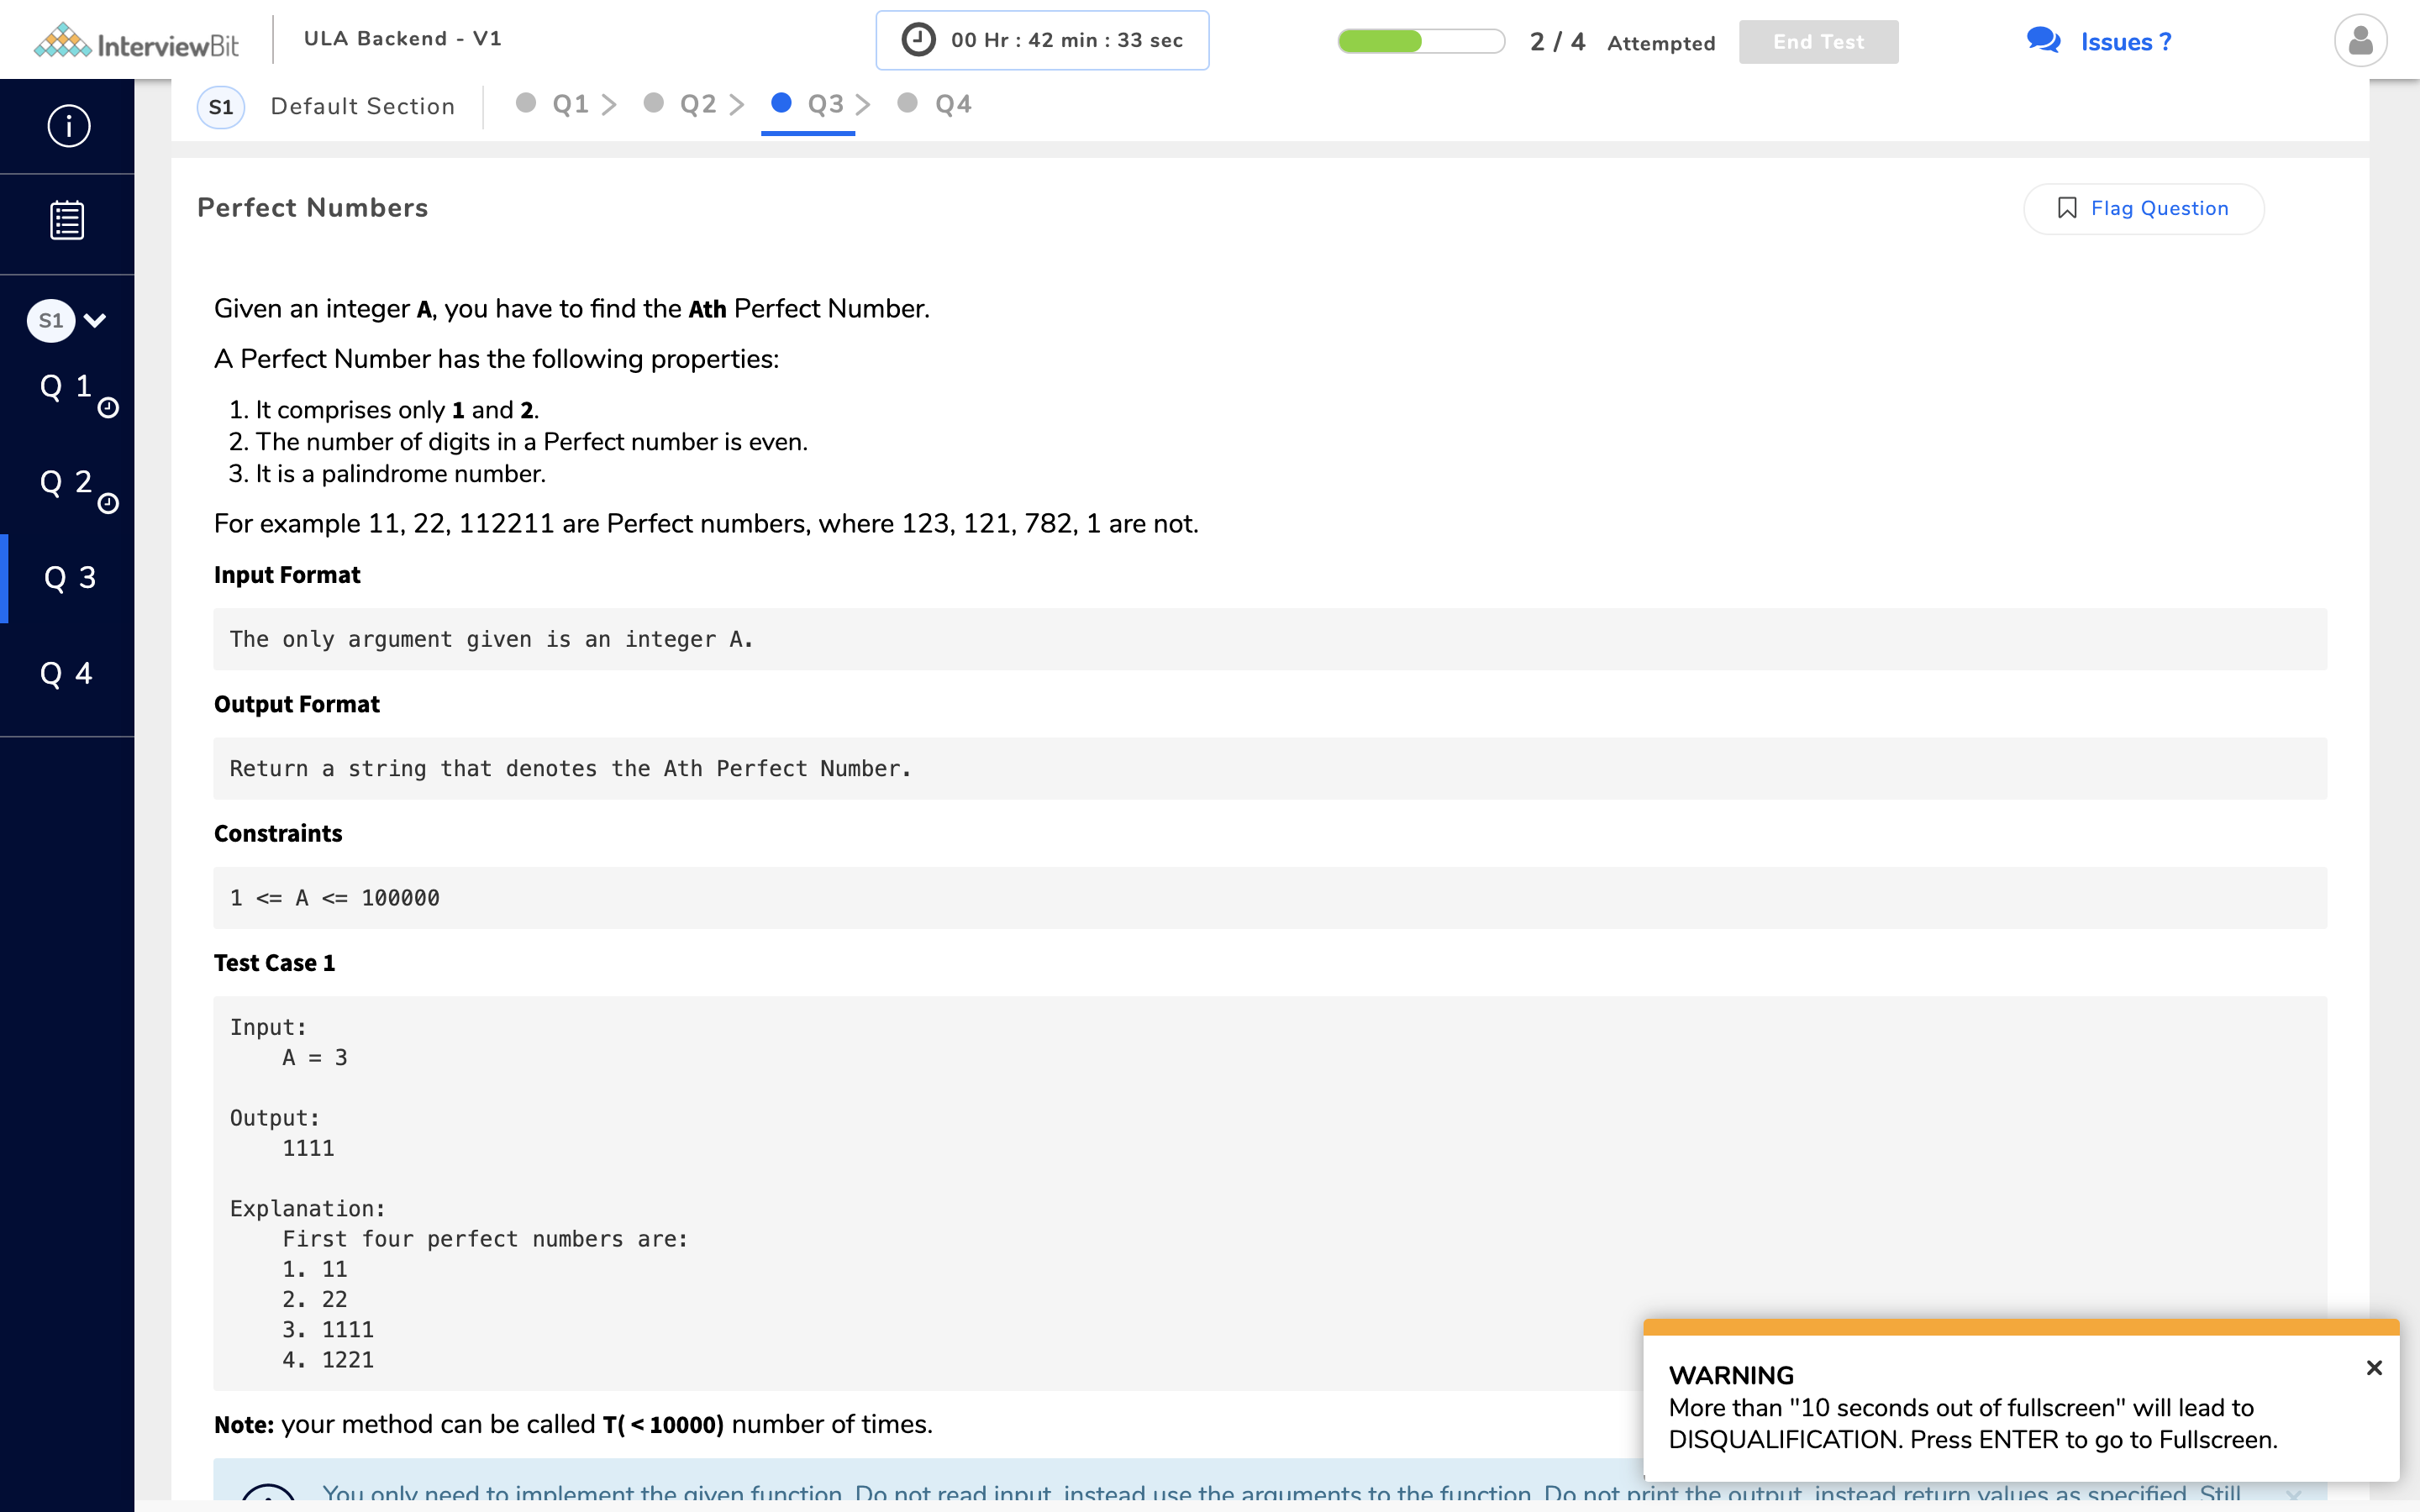 InterviewBit
ULA Backend - V1
00 Hr : 42 min : 33 sec
2 / 4 Attempted
End Test
Issues ?
S1 Default Section
Q1
Q2
Q3
Q4
S1
Q 1
Q 2
Q 3
Q 4
Perfect Numbers
Flag Question
Given an integer A, you have to find the Ath Perfect Number.
A Perfect Number has the following properties:
1. It comprises only 1 and 2.
2. The number of digits in a Perfect number is even.
3. It is a palindrome number.
For example 11, 22, 112211 are Perfect numbers, where 123, 121, 782, 1 are not.
Input Format
The only argument given is an integer A.
Output Format
Return a string that denotes the Ath Perfect Number.
Constraints
1 <= A <= 100000
Test Case 1
Input:
A = 3
Output:
1111
Explanation:
First four perfect numbers are:
1. 11
2. 22
3. 1111
4. 1221
Note: your method can be called T( < 10000) number of times.
You only need to implement the given function. Do not read input, instead use the arguments to the function. Do not print the output, instead return values as specified. Still
WARNING
More than "10 seconds out of fullscreen" will lead to
DISQUALIFICATION. Press ENTER to go to Fullscreen.